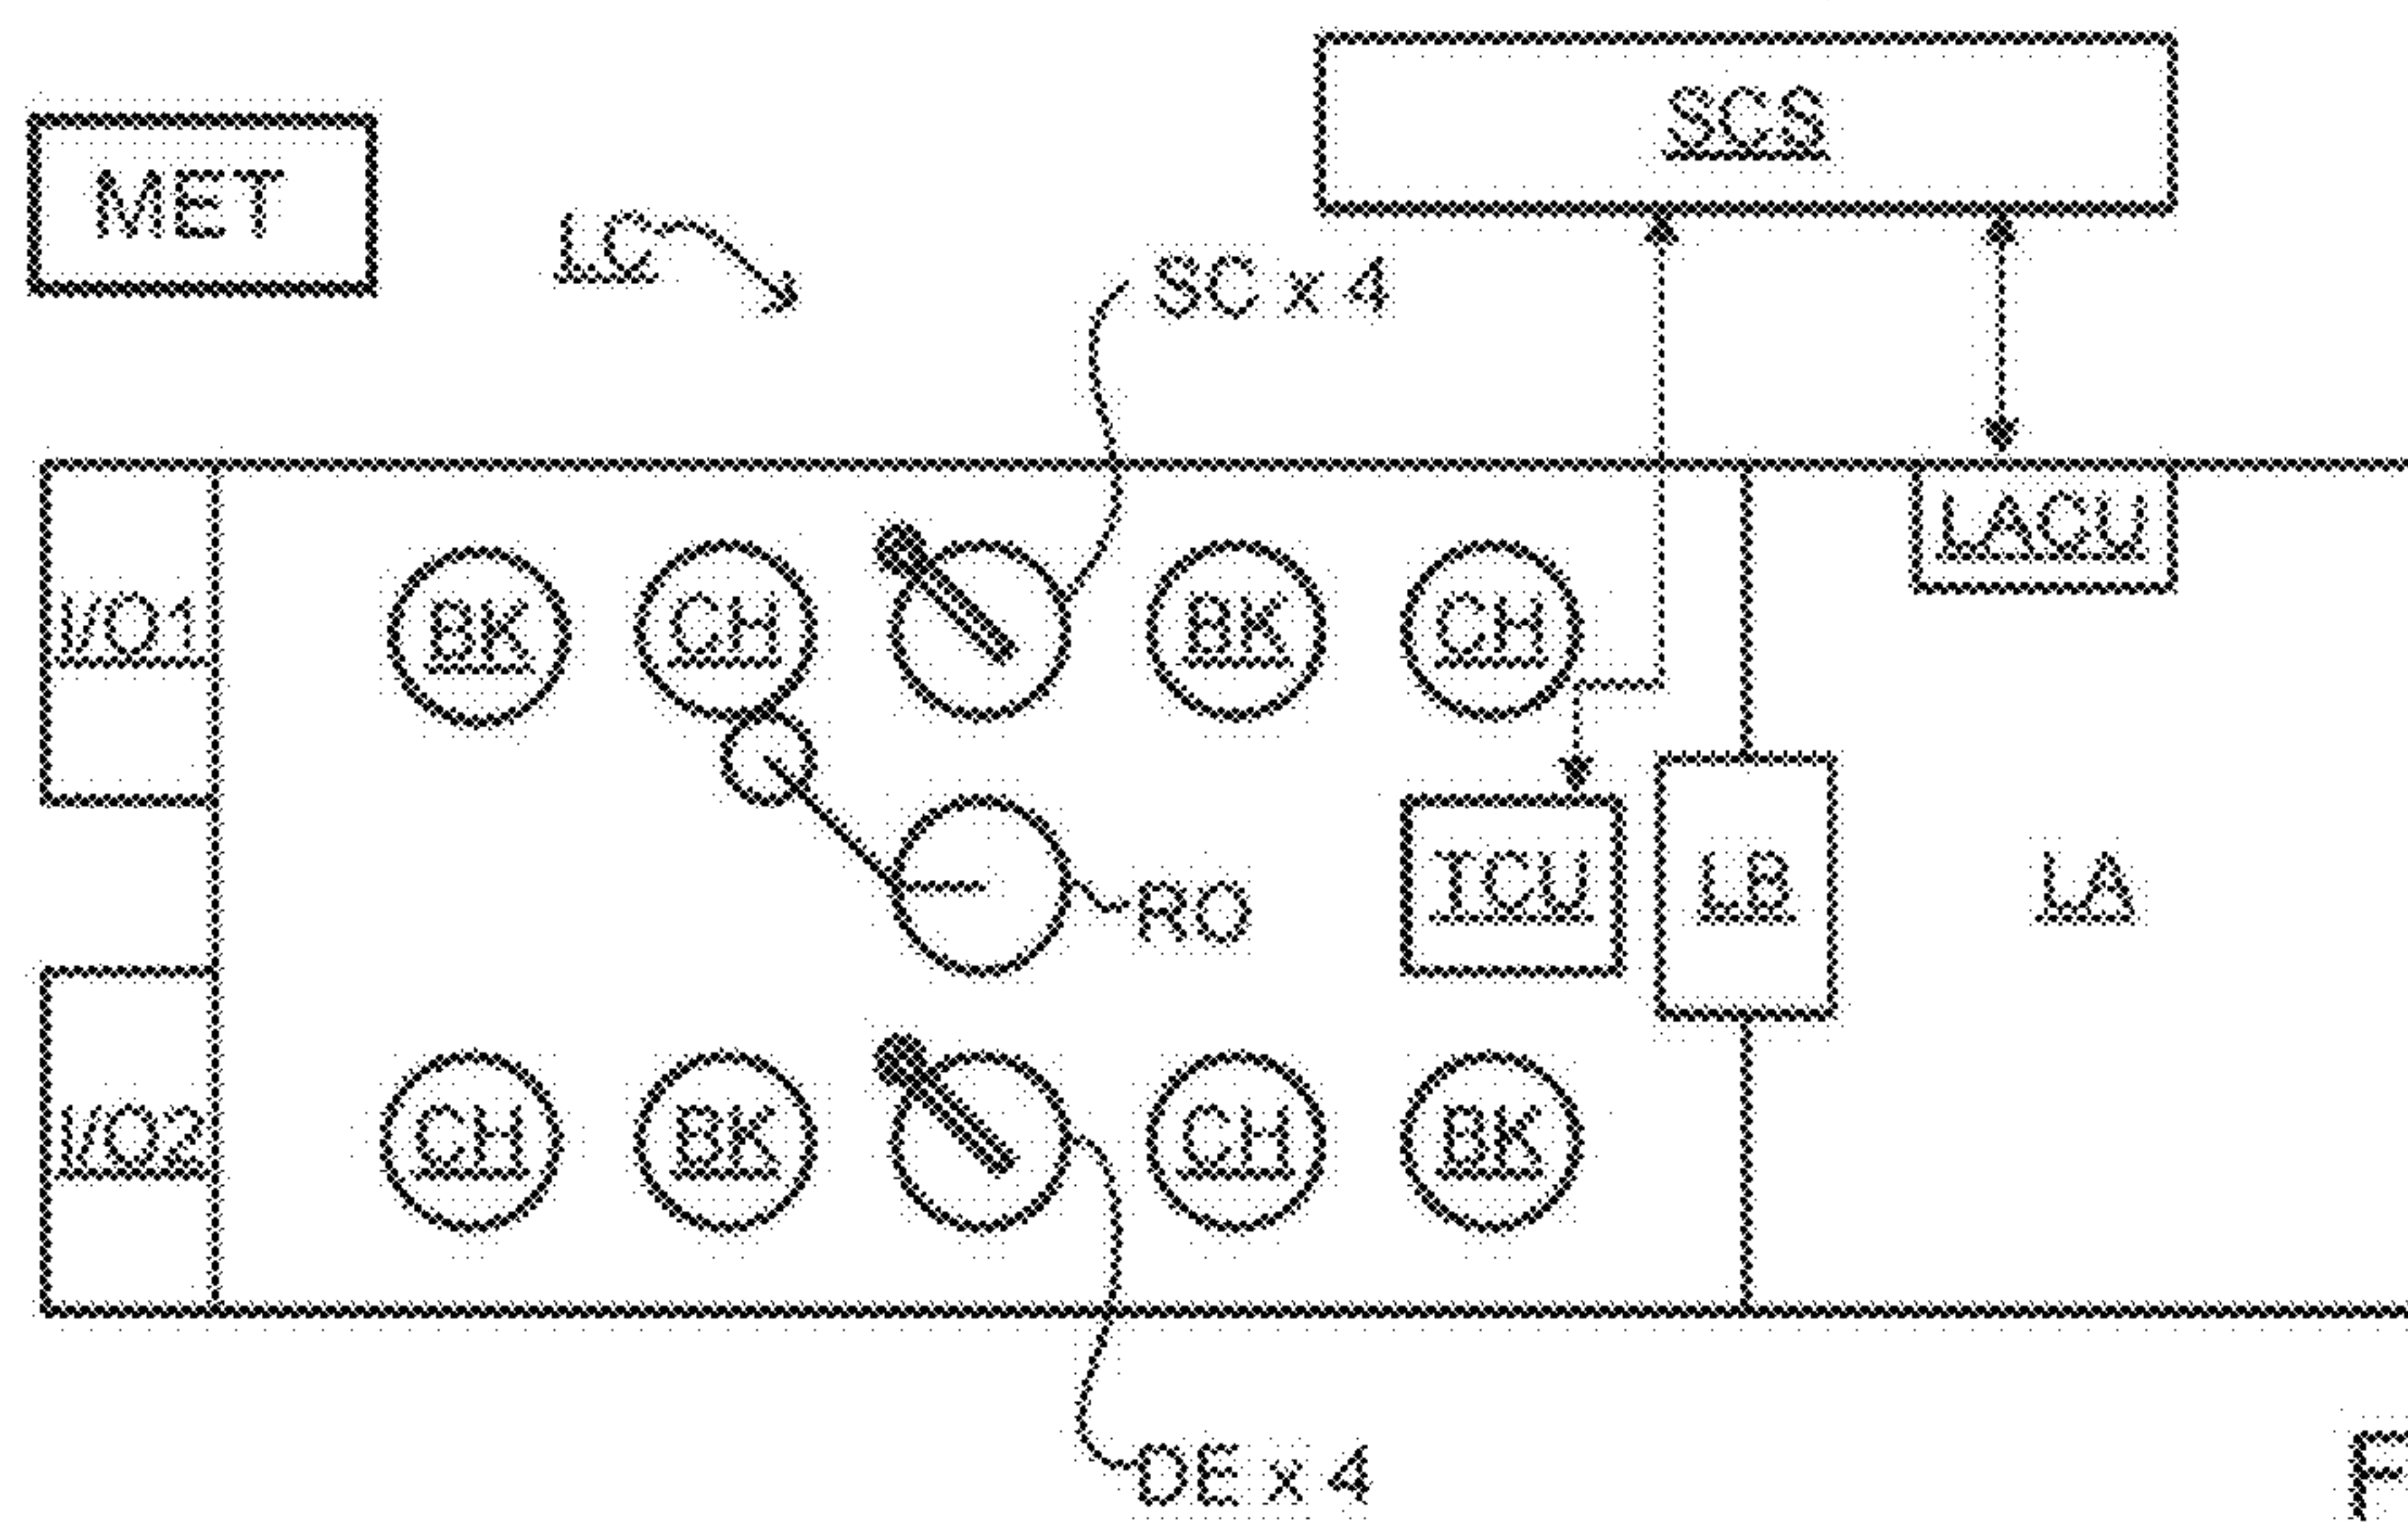 SCS
MET
LC
SC x 4
LACU
I/O1
BK
CH
BK
CH
RO
TCU
LB
LA
I/O2
CH
BK
CH
BK
DE x 4
F